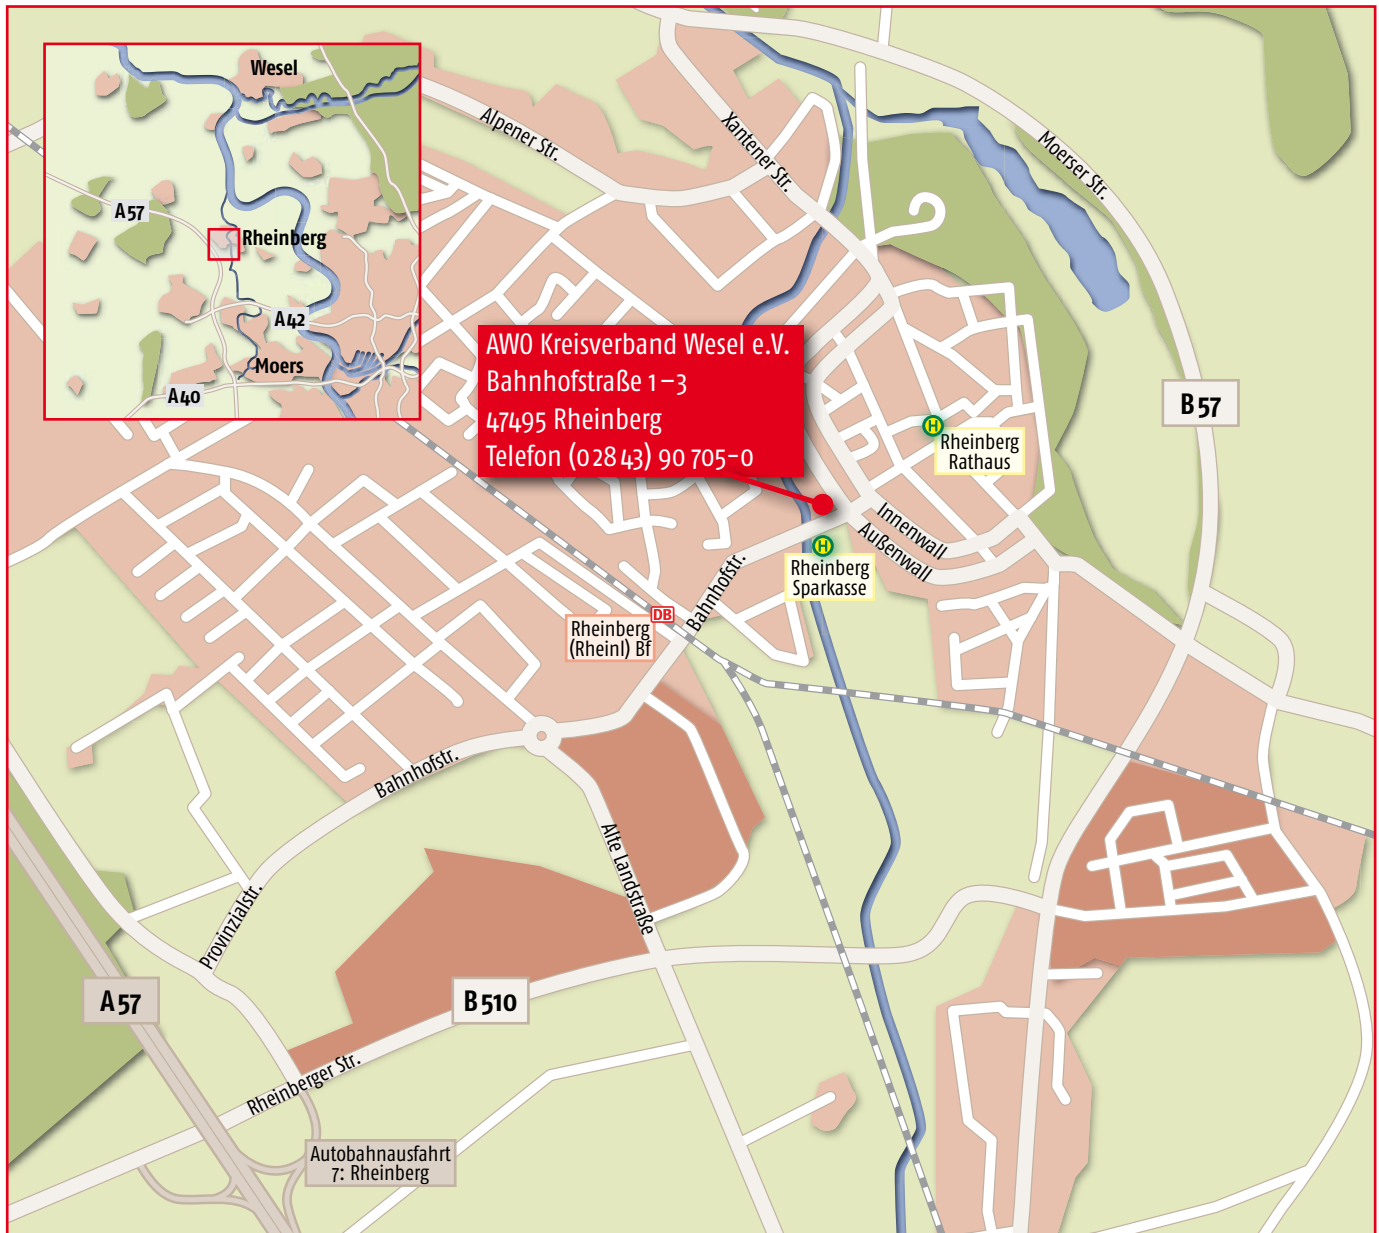 Wesel
A57
Rheinberg
A42
Moers
A40
Alpener Str.
Xantener Str.
Moerser Str.
B57
AWO Kreisverband Wesel e.V.
Bahnhofstraße 1–3
47495 Rheinberg
Telefon (02843) 90 705-0
H
Rheinberg
Rathaus
Innenwall
Außenwall
H
Rheinberg
Sparkasse
Bahnhofstr.
DB
Rheinberg
(Rheinl) Bf
Bahnhofstr.
Alte Landstraße
Provinzialstr.
A57
B510
Rheinberger Str.
Autobahnausfahrt
7: Rheinberg